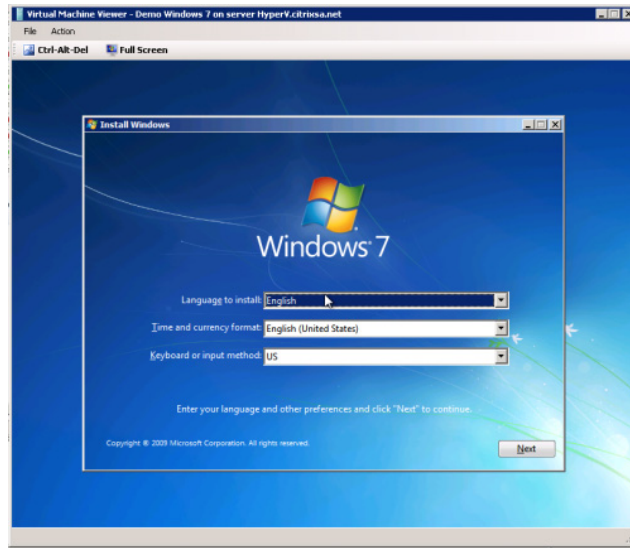 Virtual Machine Viewer - Demo Windows 7 on server HyperV.citrixsa.net
File Action
Ctrl-Alt-Del Full Screen
Install Windows
Windows 7
Language to install: English
Time and currency format: English (United States)
Keyboard or input method: US
Enter your language and other preferences and click "Next" to continue.
Copyright © 2009 Microsoft Corporation. All rights reserved.
Next